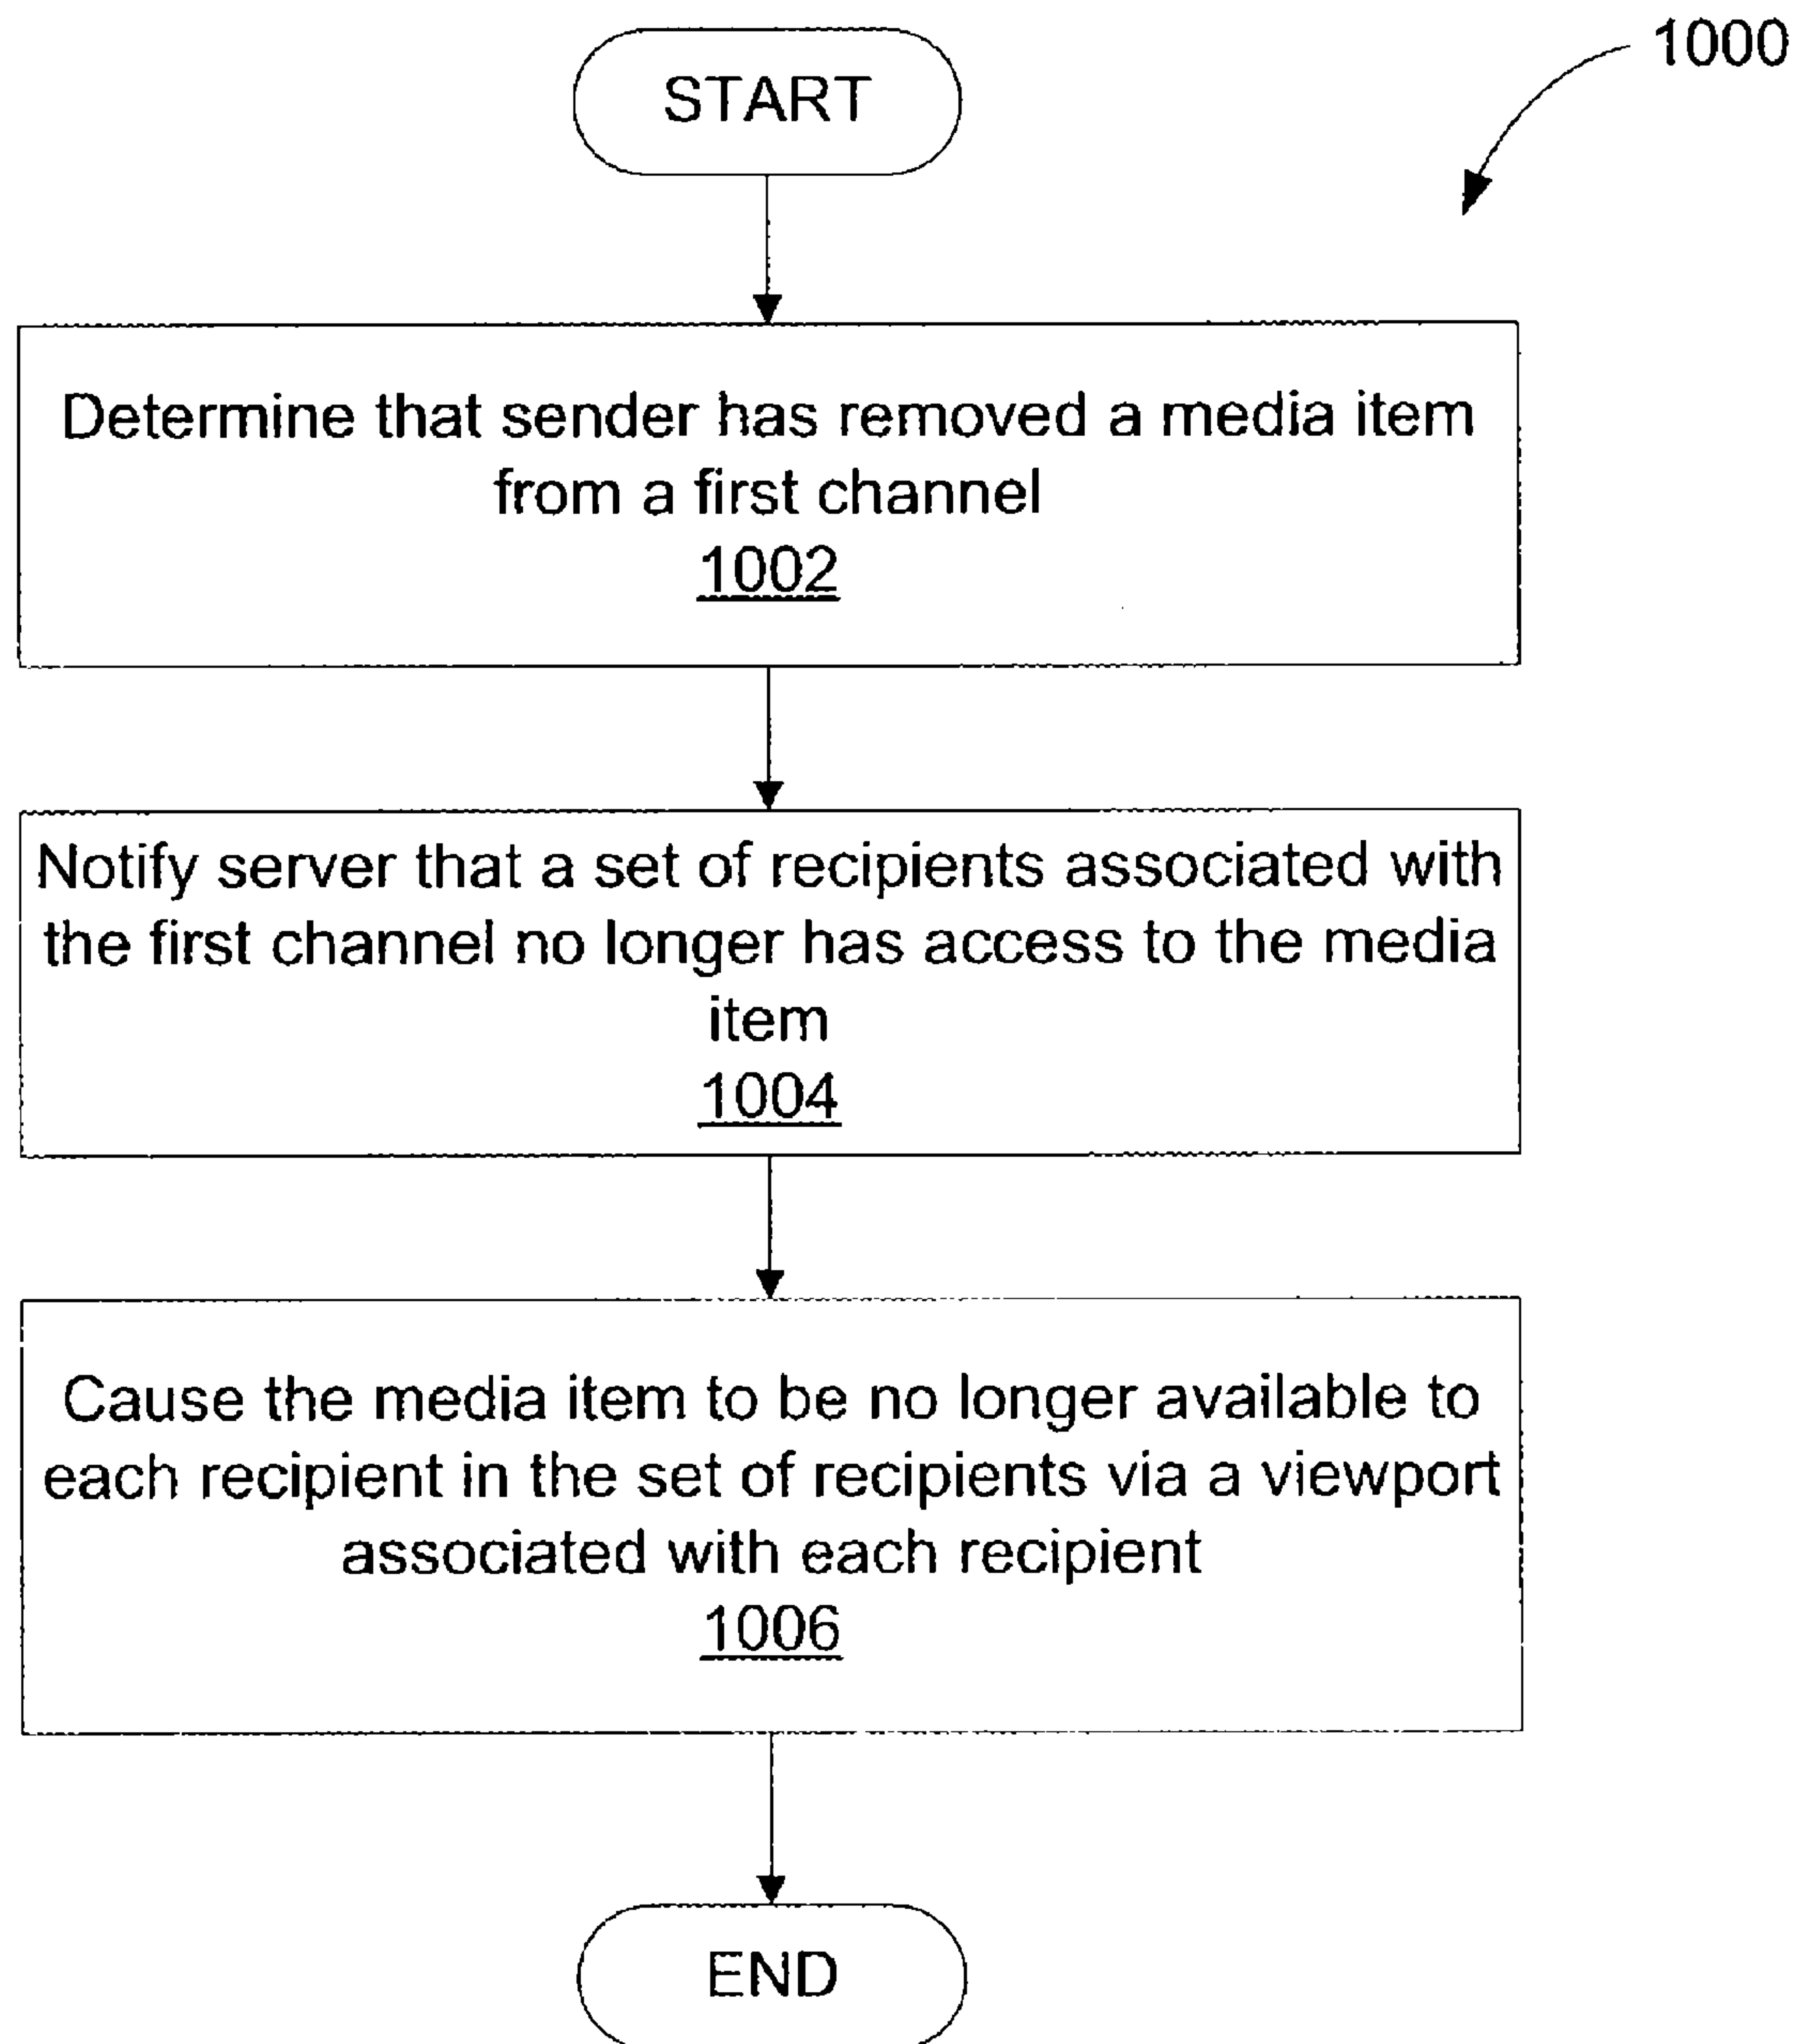 START
1000
Determine that sender has removed a media item
from a first channel
1002
Notify server that a set of recipients associated with
the first channel no longer has access to the media
item
1004
Cause the media item to be no longer available to
each recipient in the set of recipients via a viewport
associated with each recipient
1006
END